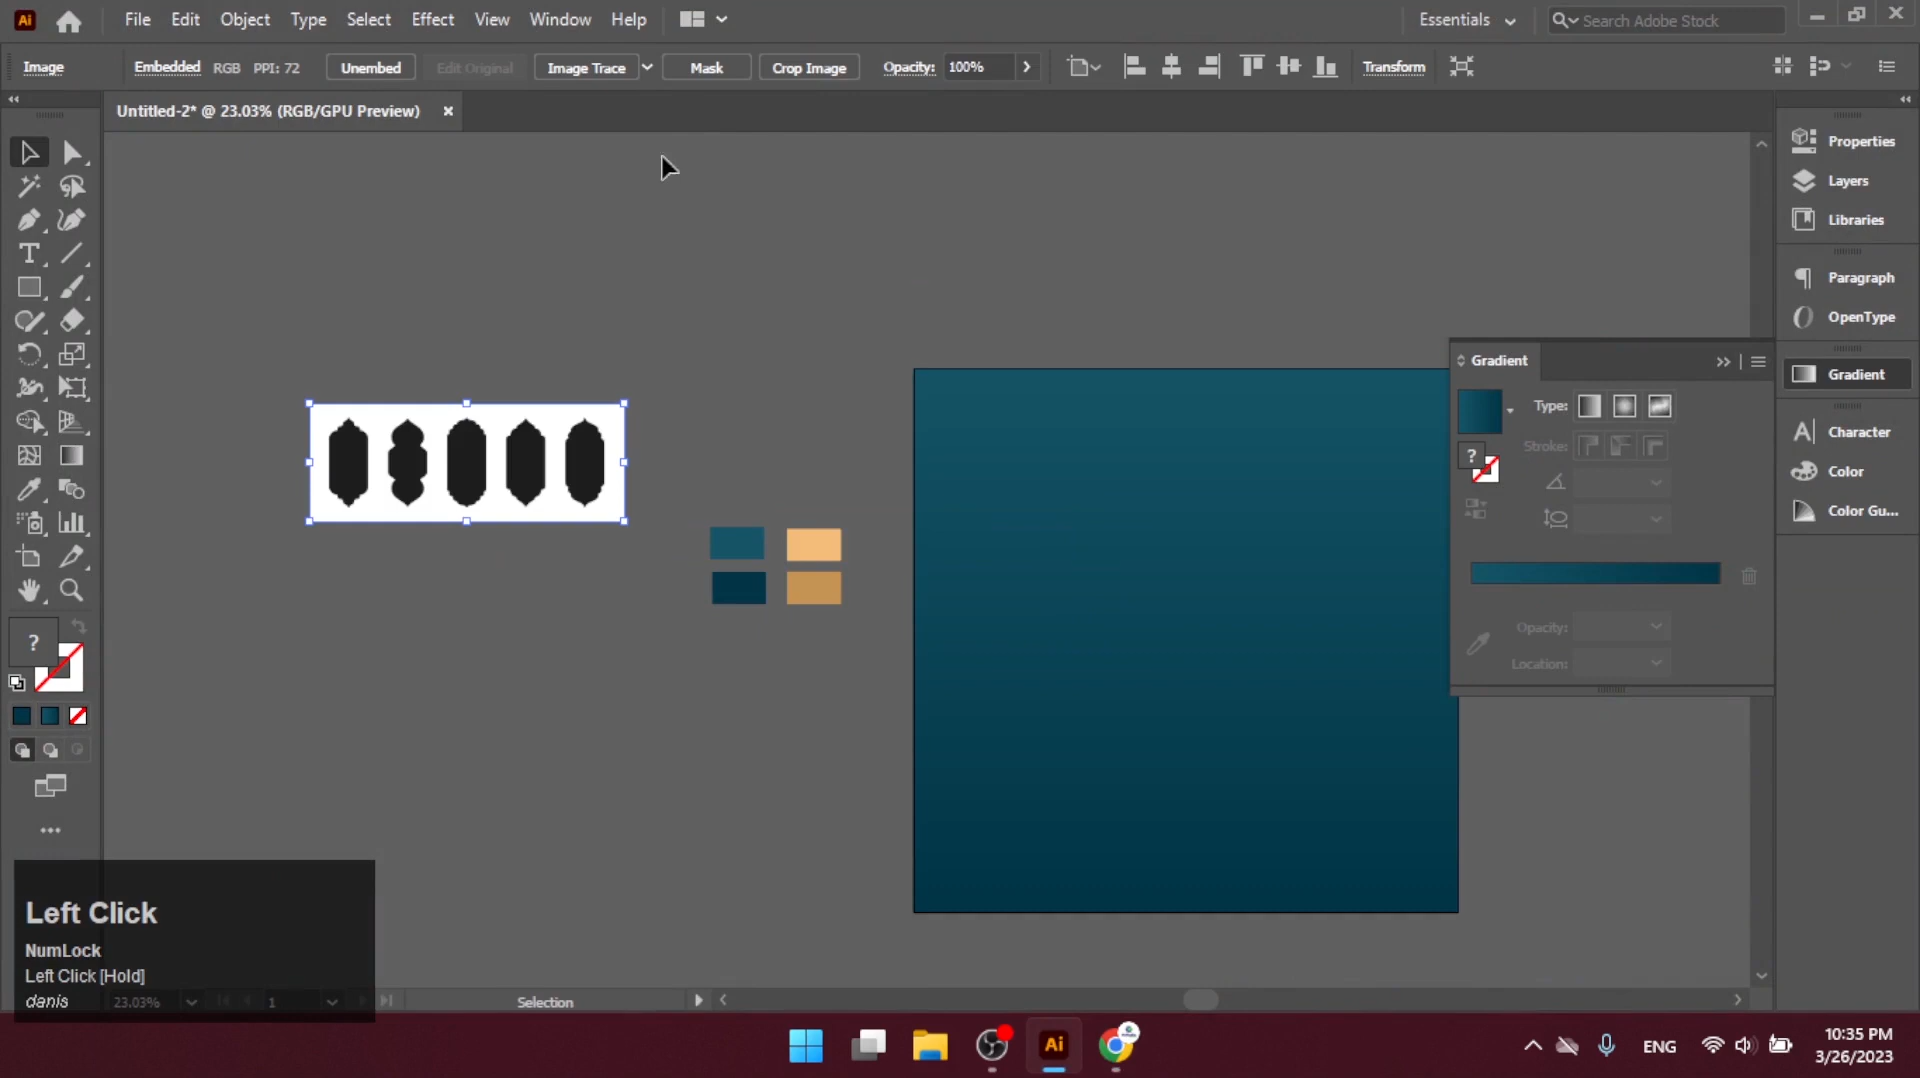 Ai File Edit Object Type Select Effect View Window Help Essentials Search Adobe Stock
Image Embedded RGB PPI: 72 Unembed Edit Original Image Trace Mask Crop Image Opacity: 100% Transform
Untitled-2* @ 23.03% (RGB/GPU Preview)
Properties
Layers
Libraries
Paragraph
OpenType
Gradient
Character
Color
Color Gu...
Gradient
Type:
Stroke:
?
Opacity:
Location:
T
?
Left Click
NumLock
Left Click [Hold]
danis
23.03% 1 Selection
Ai
ENG
10:35 PM
3/26/2023